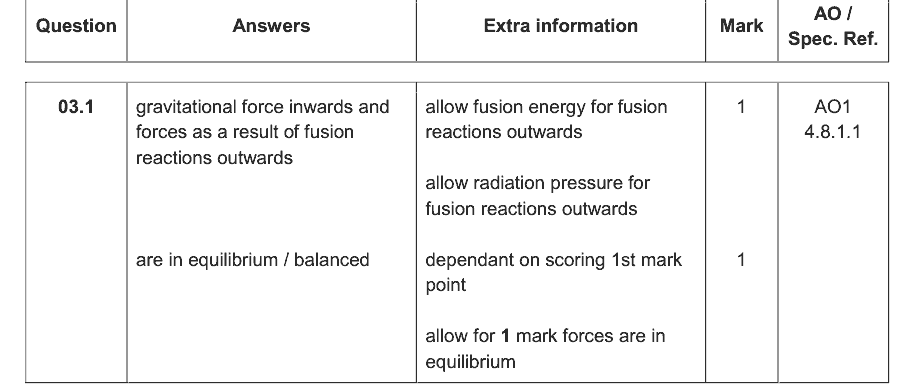 Question Answers Extra information Mark AO / Spec. Ref.
03.1 gravitational force inwards and allow fusion energy for fusion 1 AO1
forces as a result of fusion reactions outwards 4.8.1.1
reactions outwards
allow radiation pressure for
fusion reactions outwards
are in equilibrium / balanced dependant on scoring 1st mark 1
point
allow for 1 mark forces are in
equilibrium